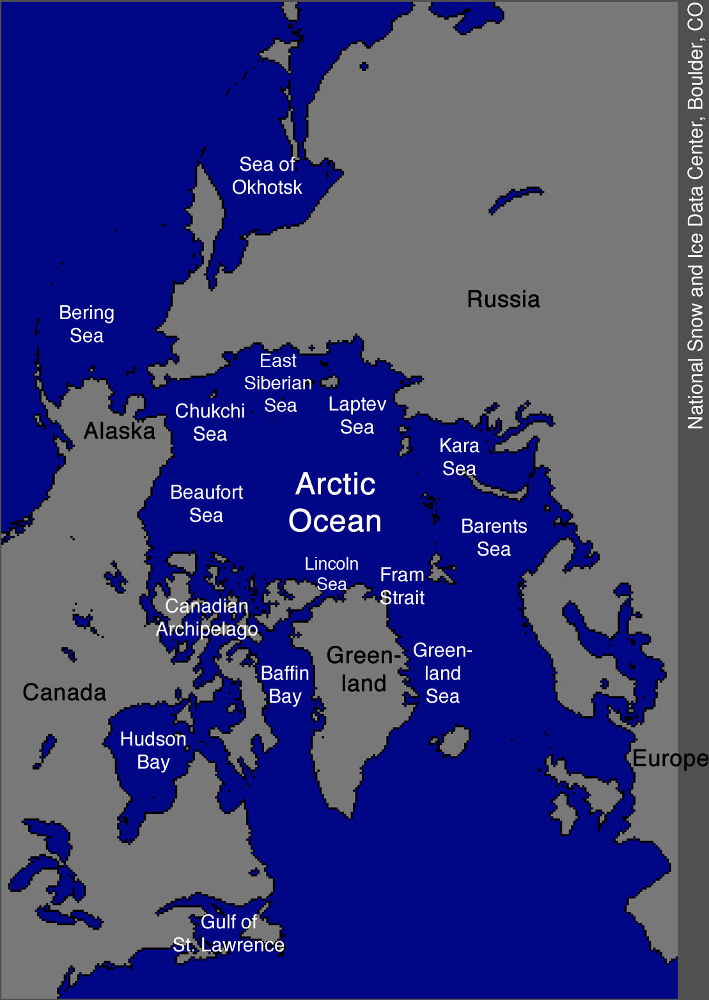 National Snow and Ice Data Center, Boulder, CO
Sea of
Okhotsk
Russia
Bering
Sea
East
Siberian
Sea
Chukchi
Sea
Laptev
Sea
Alaska
Kara
Sea
Arctic
Ocean
Beaufort
Sea
Barents
Sea
Lincoln
Sea
Fram
Strait
Canadian
Archipelago
Green-
land
Green-
land
Sea
Baffin
Bay
Canada
Hudson
Bay
Europe
Gulf of
St. Lawrence